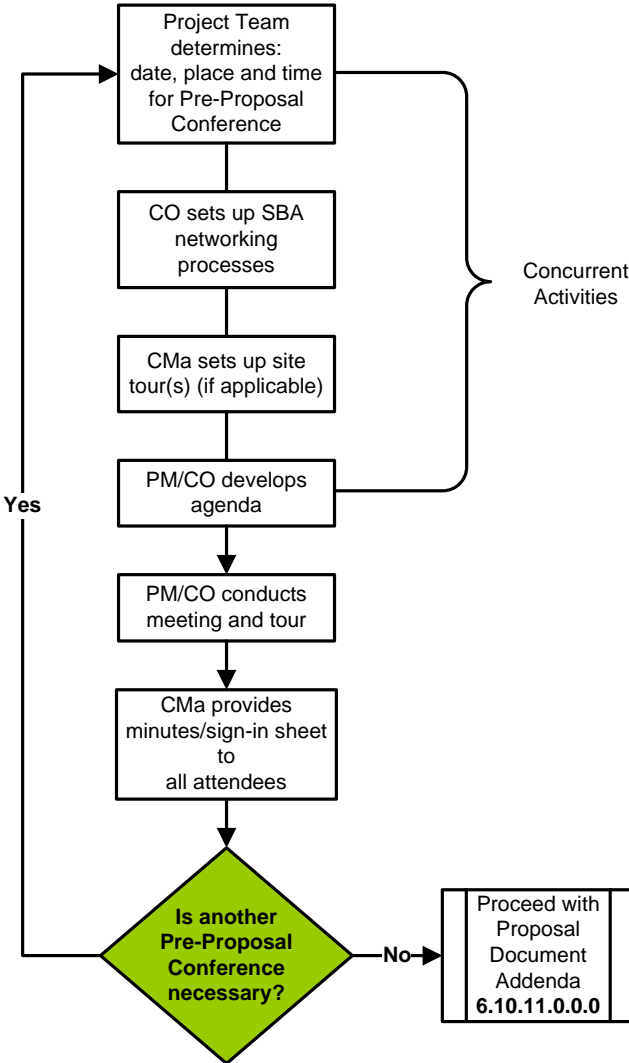 Project Team
determines:
date, place and time
for Pre-Proposal
Conference
CO sets up SBA
networking
processes
Concurrent
Activities
CMa sets up site
tour(s) (if applicable)
PM/CO develops
agenda
Yes
PM/CO conducts
meeting and tour
CMa provides
minutes/sign-in sheet
to
all attendees
Is another
Pre-Proposal
Conference
necessary?
No
Proceed with
Proposal
Document
Addenda
6.10.11.0.0.0